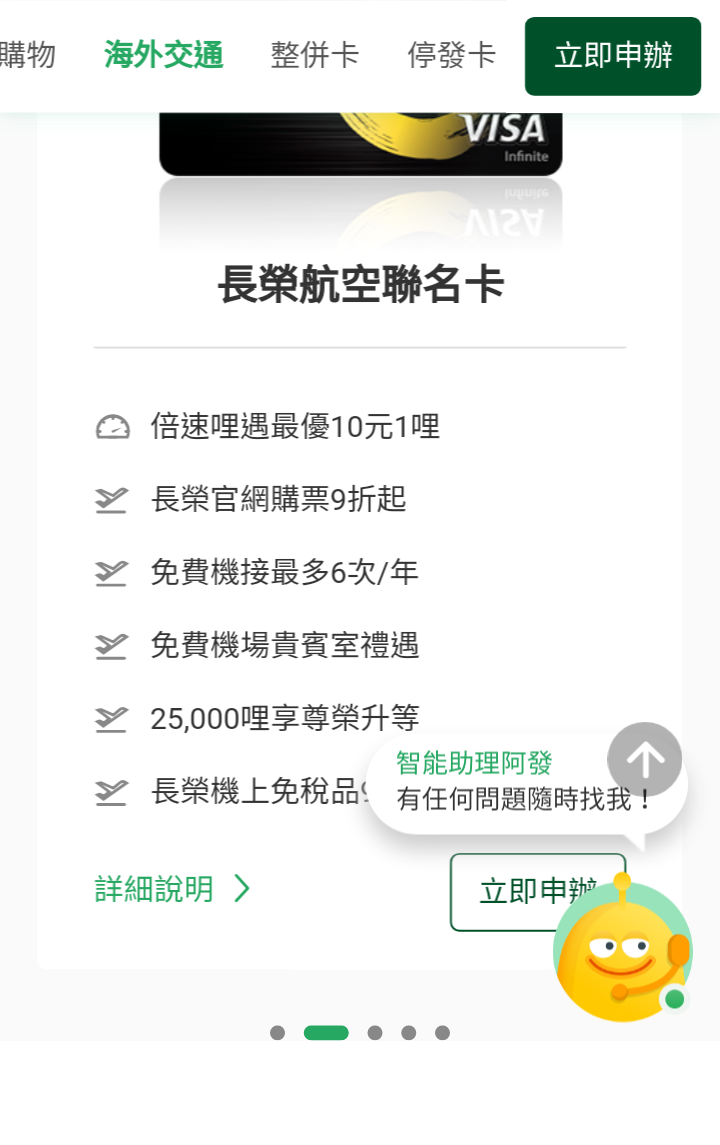 購物 海外交通 整併卡 停發卡 立即申辦
VISA
Infinite
長榮航空聯名卡
倍速哩遇最優10元1哩
長榮官網購票9折起
免費機接最多6次/年
免費機場貴賓室禮遇
25,000哩享尊榮升等
長榮機上免稅品
智能助理阿發
有任何問題隨時找我！
詳細說明
立即申辦